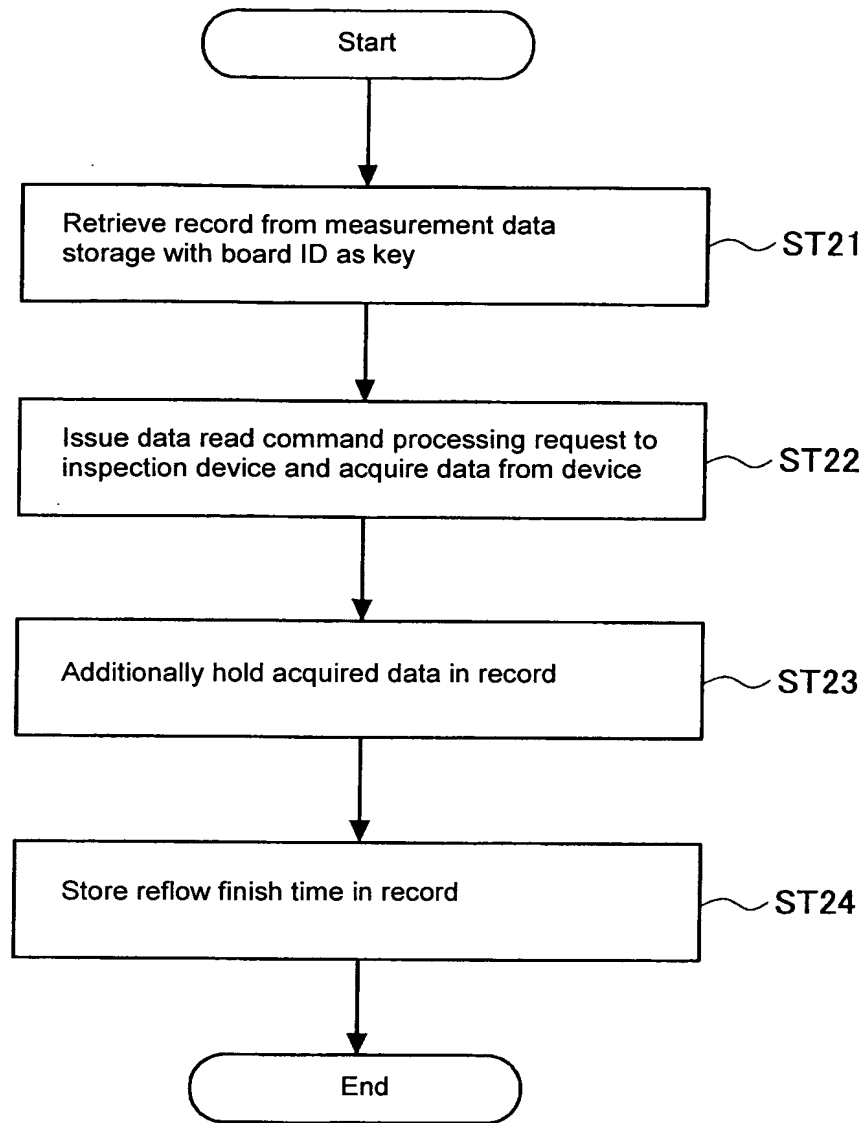 Start
Retrieve record from measurement data
storage with board ID as key
ST21
Issue data read command processing request to
inspection device and acquire data from device
ST22
Additionally hold acquired data in record
ST23
Store reflow finish time in record
ST24
End